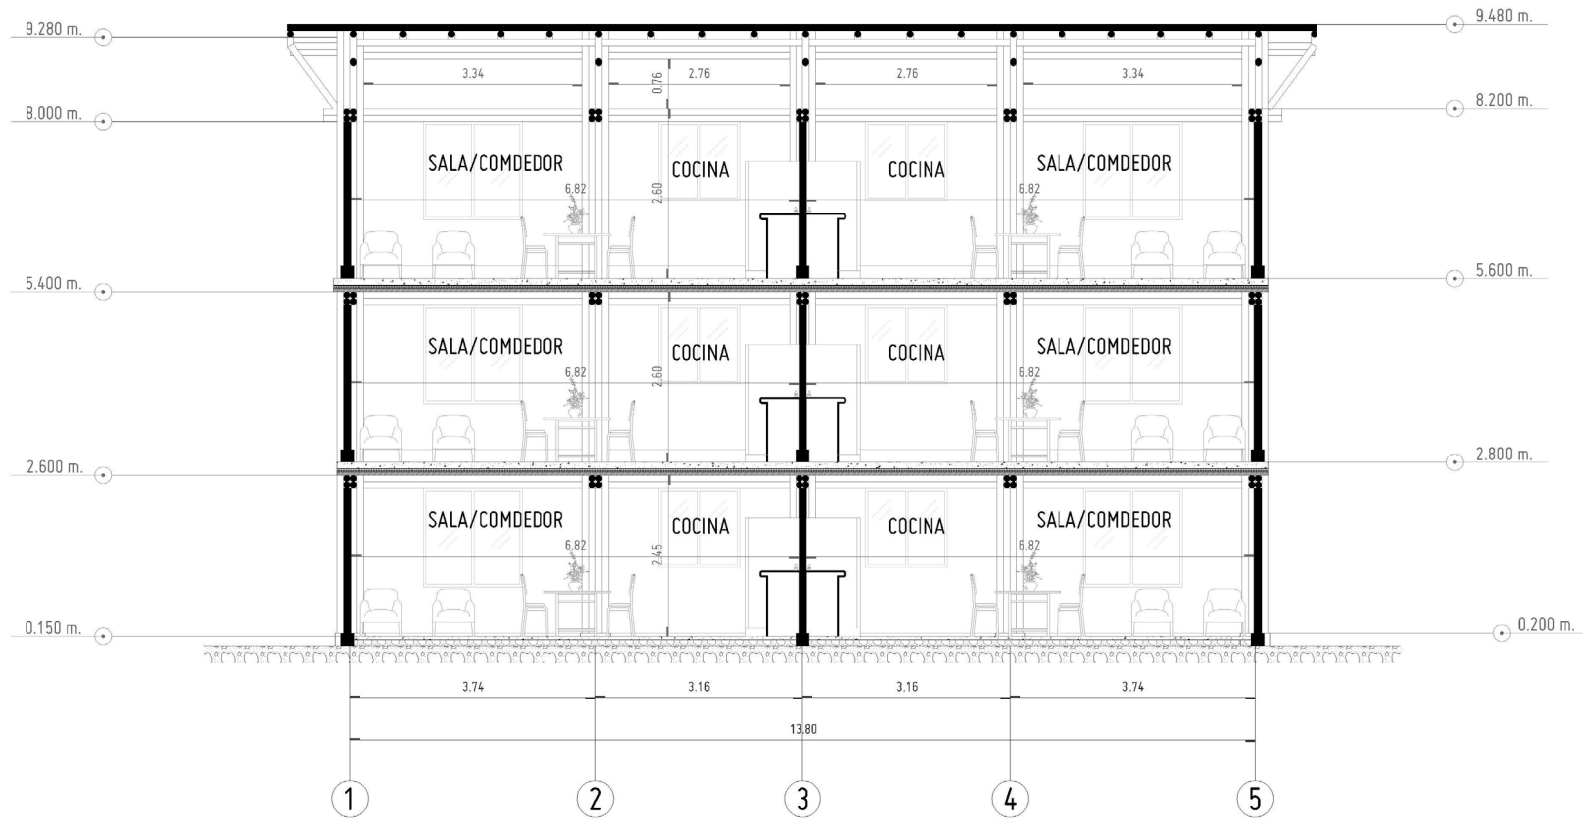 9.280 m.
9.480 m.
3.34
0.76
2.76
2.76
3.34
8.000 m.
8.200 m.
SALA/COMDEDOR
COCINA
COCINA
SALA/COMDEDOR
6.82
2.60
6.82
5.400 m.
5.600 m.
SALA/COMDEDOR
COCINA
COCINA
SALA/COMDEDOR
6.82
2.60
6.82
2.600 m.
2.800 m.
SALA/COMDEDOR
COCINA
COCINA
SALA/COMDEDOR
6.82
2.45
6.82
0.150 m.
0.200 m.
3.74
3.16
3.16
3.74
13.80
1
2
3
4
5